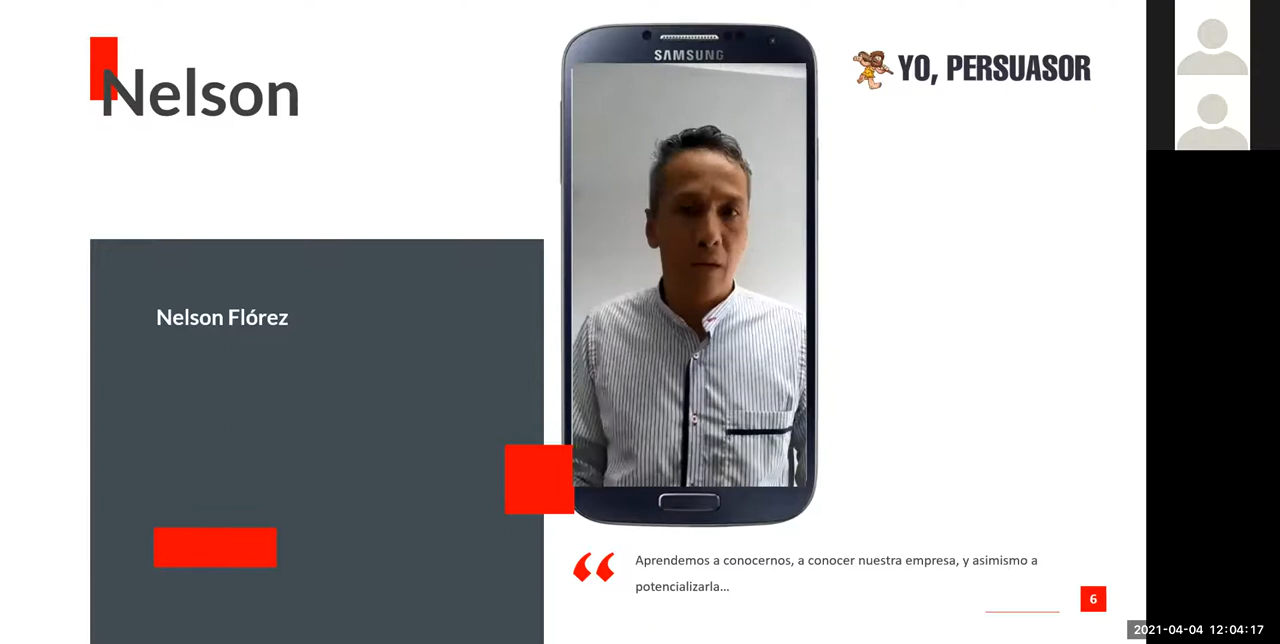 Nelson
SAMSUNG
YO, PERSUASOR
Nelson Flórez
“ Aprendemos a conocernos, a conocer nuestra empresa, y asimismo a
potencializarla...
6
2021-04-04 12:04:17